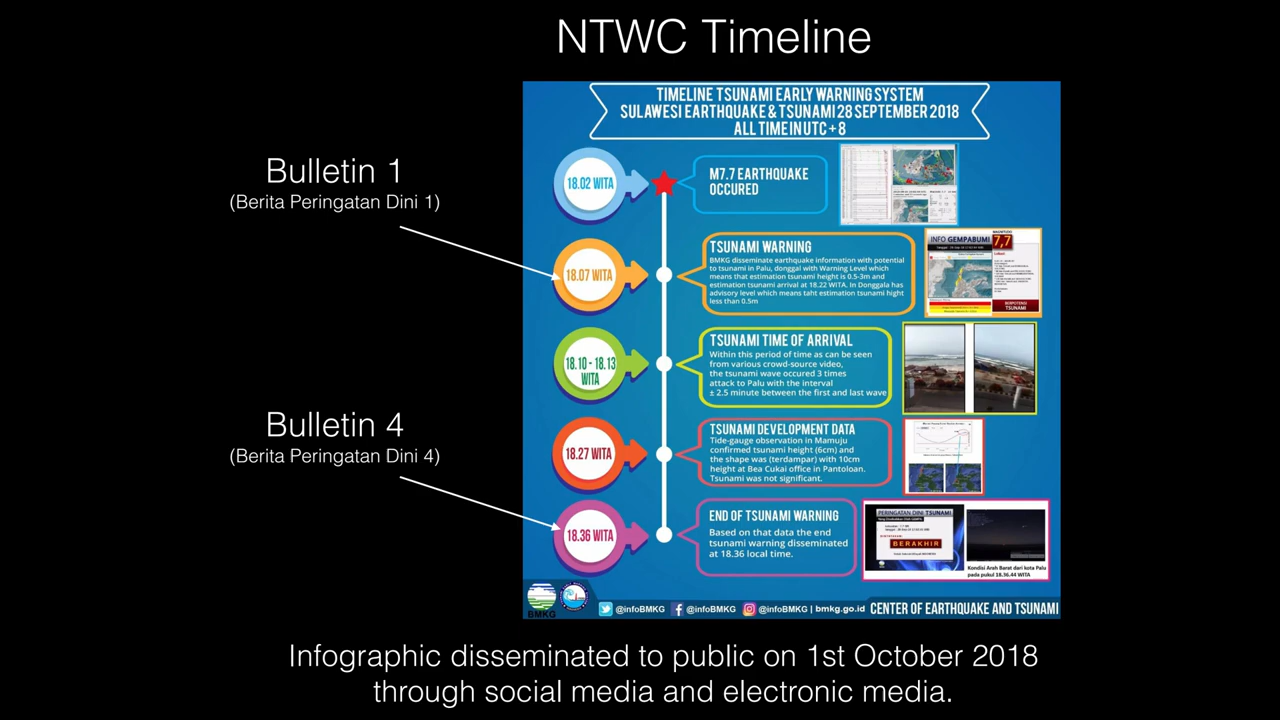 NTWC Timeline
TIMELINE TSUNAMI EARLY WARNING SYSTEM
SULAWESI EARTHQUAKE & TSUNAMI 28 SEPTEMBER 2018
ALL TIME IN UTC + 8
Bulletin 1
(Berita Peringatan Dini 1)
18.02 WITA
M7.7 EARTHQUAKE
OCCURED
18.07 WITA
TSUNAMI WARNING
BMKG disseminate earthquake information with potential
to tsunami in Palu, donggal with Warning Level which
means that estimation tsunami height is 0.5-3m and
estimation tsunami arrival at 18.22 WITA. In Donggala has
advisory level which means taht estimation tsunami hight
less than 0.5m
INFO GEMPABUMI
7,7
BERPOTENSI
TSUNAMI
18.10 - 18.13
WITA
TSUNAMI TIME OF ARRIVAL
Within this period of time as can be seen
from various crowd-source video,
the tsunami wave occured 3 times
attack to Palu with the interval
± 2.5 minute between the first and last wave
Bulletin 4
(Berita Peringatan Dini 4)
18.27 WITA
TSUNAMI DEVELOPMENT DATA
Tide-gauge observation in Mamuju
confirmed tsunami height (6cm) and
the shape was (terdampar) with 10cm
height at Bea Cukai office in Pantoloan.
Tsunami was not significant.
18.36 WITA
END OF TSUNAMI WARNING
Based on that data the end
tsunami warning disseminated
at 18.36 local time.
PERINGATAN DINI TSUNAMI
BERAKHIR
Kondisi Arah Barat dari kota Palu
pada pukul 18.36.44 WITA
BMKG
@infoBMKG @infoBMKG @infoBMKG | bmkg.go.id CENTER OF EARTHQUAKE AND TSUNAMI
Infographic disseminated to public on 1st October 2018
through social media and electronic media.